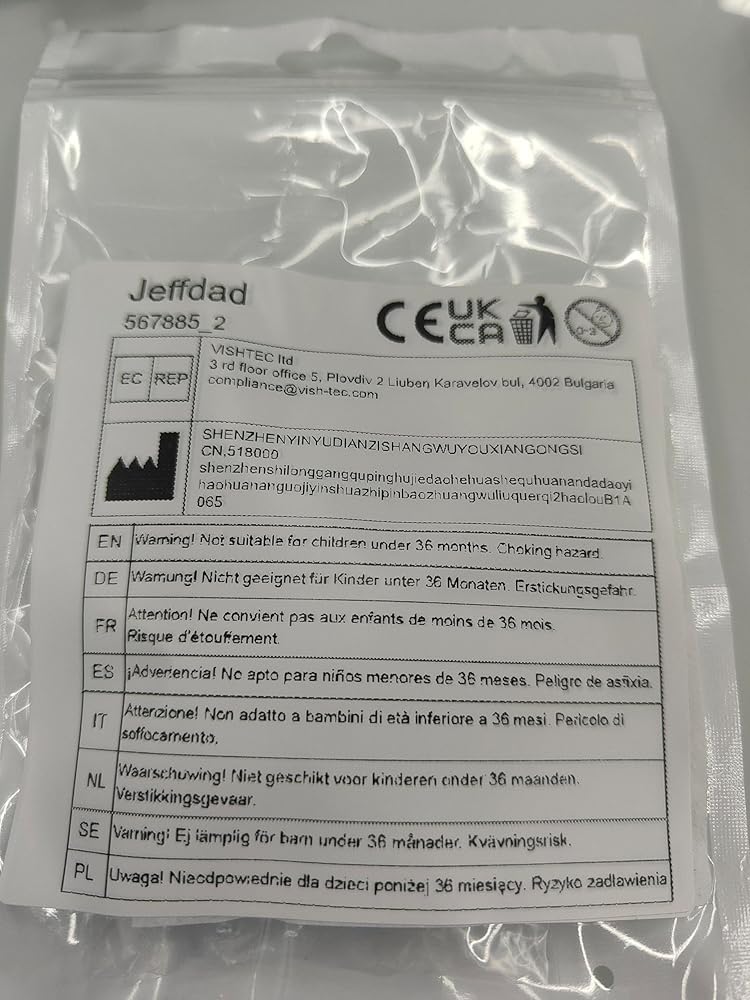 Jeffdad
567885_2
CE UK
CA
0-3
EC REP
VISHTEC ltd
3 rd floor office 5, Plovdiv 2 Liuben Karavelov bul, 4002 Bulgaria
compliance@vish-tec.com
SHENZHENYINYUDIANZISHANGWUYOUXIANGONGSI
CN,518000
shenzhenshilonggangqupinghujiedaohehuashequhuanandadaoyi
haohuananguojiyinshuazhipinbaozhuangwuliuquerqi2haolouB1A
065
EN Warning! Not suitable for children under 36 months. Choking hazard.
DE Warnung! Nicht geeignet für Kinder unter 36 Monaten. Erstickungsgefahr.
FR Attention! Ne convient pas aux enfants de moins de 36 mois.
Risque d'étouffement.
ES ¡Advertencia! No apto para niños menores de 36 meses. Peligro de asfixia.
IT Attenzione! Non adatto a bambini di età inferiore a 36 mesi. Pericolo di
soffocamento.
NL Waarschuwing! Niet geschikt voor kinderen onder 36 maanden.
Verstikkingsgevaar.
SE Varning! Ej lämplig för barn under 36 månader. Kvävningsrisk.
PL Uwaga! Nieodpowiednie dla dzieci poniżej 36 miesięcy. Ryzyko zadławienia